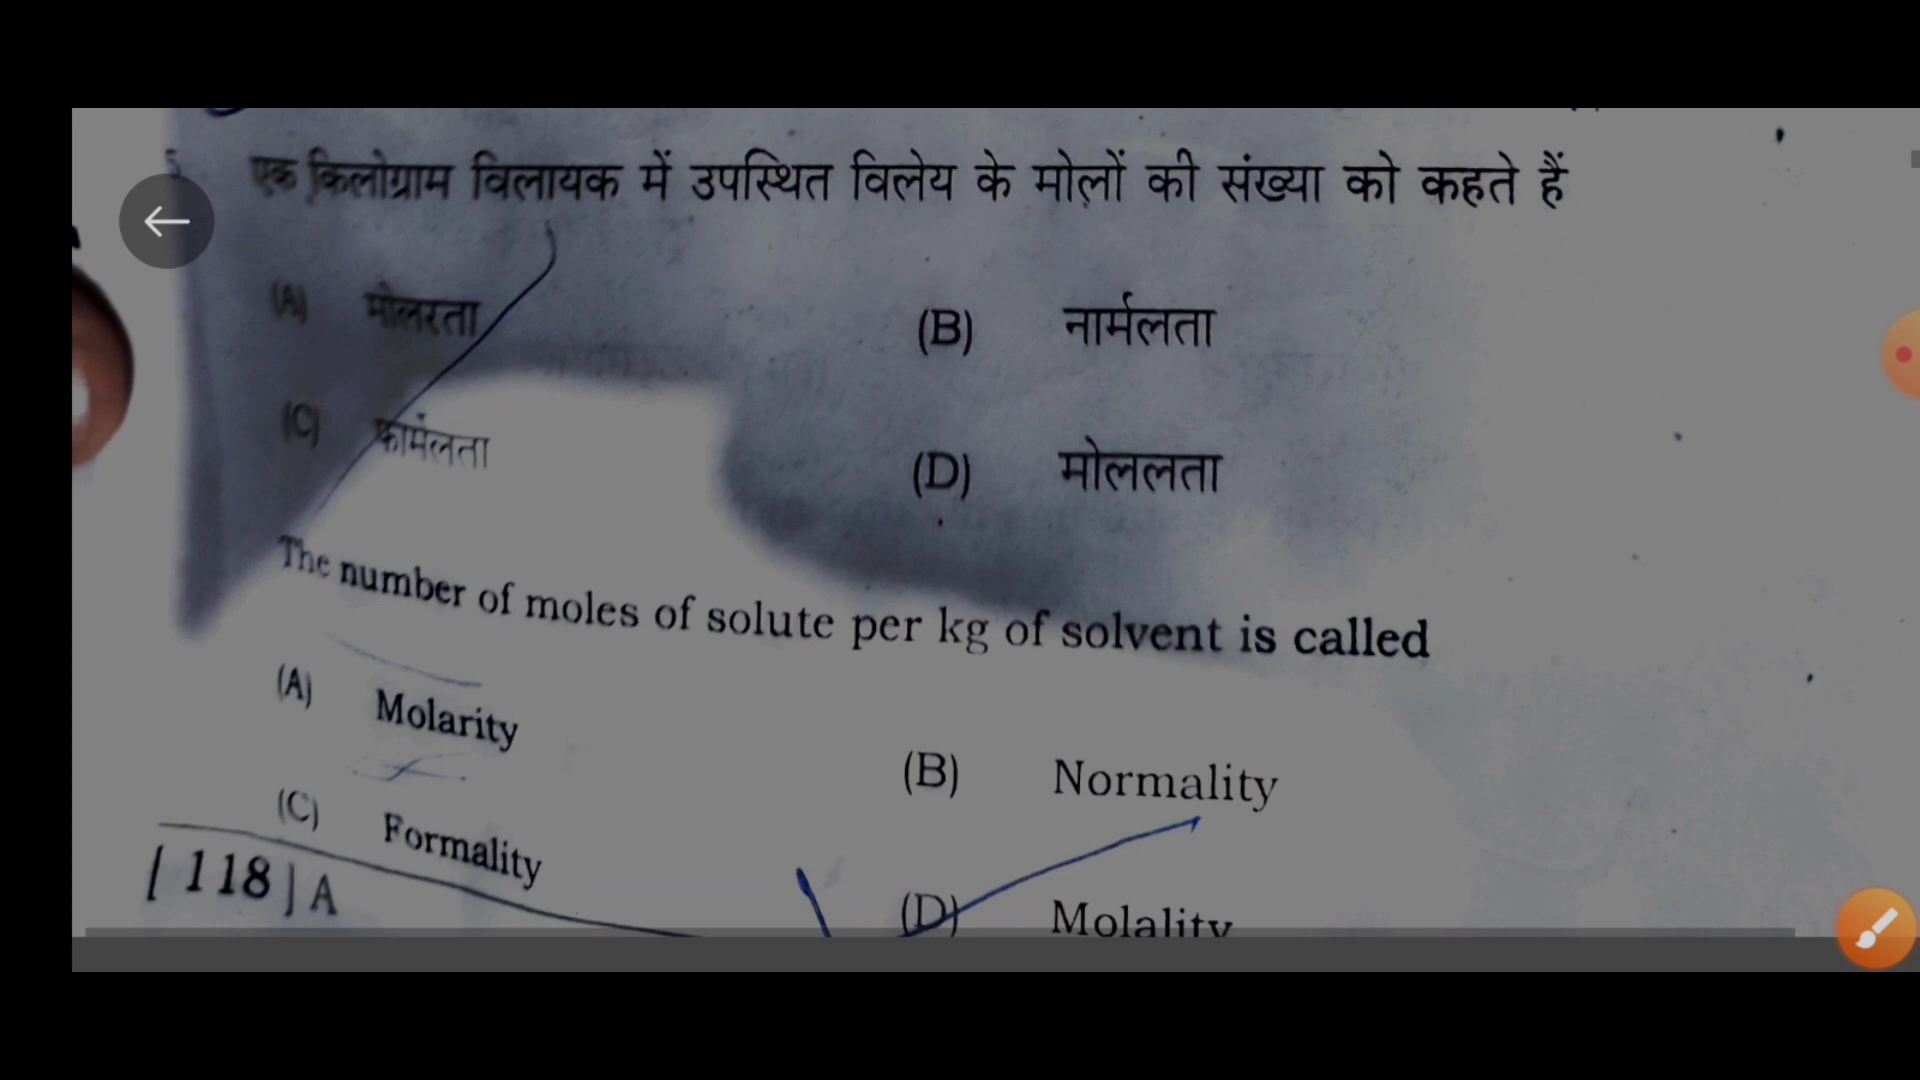 एक किलोग्राम विलायक में उपस्थित विलेय के मोलों की संख्या को कहते हैं
(A) मोलरता
(B) नार्मलता
(C) फार्मलता
(D) मोललता
The number of moles of solute per kg of solvent is called
(A) Molarity
(B) Normality
(C) Formality
(D) Molality
[ 118 ] A